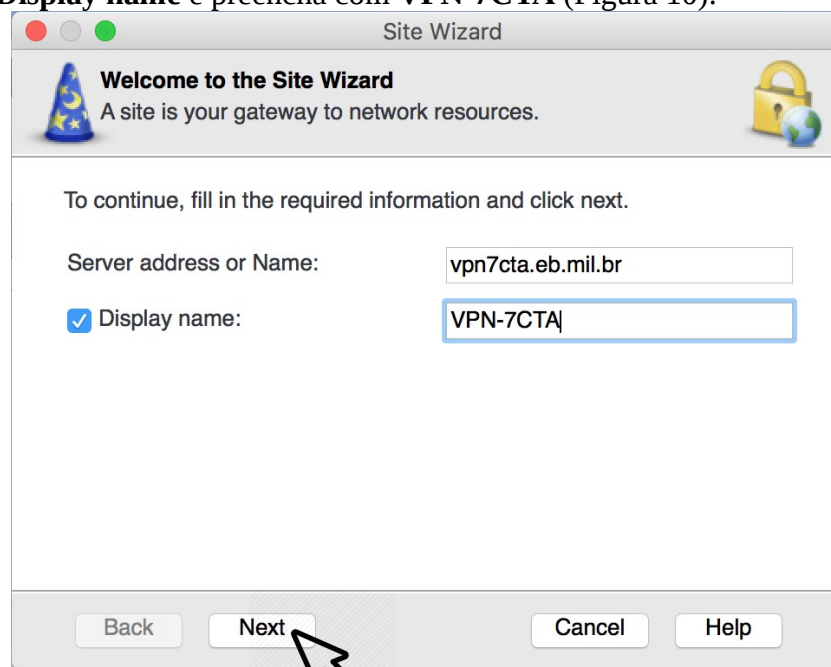 Display name e preencha com VPN-7CTA (Figura 10).
Site Wizard
Welcome to the Site Wizard
A site is your gateway to network resources.
To continue, fill in the required information and click next.
Server address or Name: vpn7cta.eb.mil.br
Display name: VPN-7CTA
Back Next Cancel Help